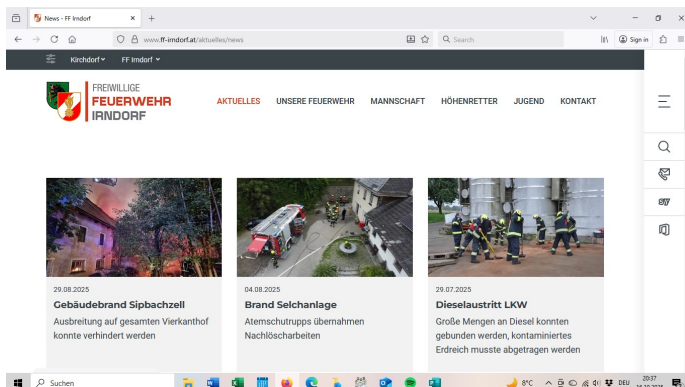 News - FF Irndorf
www.ff-irndorf.at/aktuelles/news
Search
Sign in
Kirchdorf
FF Irndorf
FREIWILLIGE
FEUERWEHR
IRNDORF
AKTUELLES UNSERE FEUERWEHR MANNSCHAFT HÖHENRETTER JUGEND KONTAKT
29.08.2025
Gebäudebrand Sipbachzell
Ausbreitung auf gesamten Vierkanthof
konnte verhindert werden
04.08.2025
Brand Selchanlage
Atemschutztrupps übernahmen
Nachlöscharbeiten
29.07.2025
Dieselaustritt LKW
Große Mengen an Diesel konnten
gebunden werden, kontaminiertes
Erdreich musste abgetragen werden
Suchen
8°C
DEU
20:37